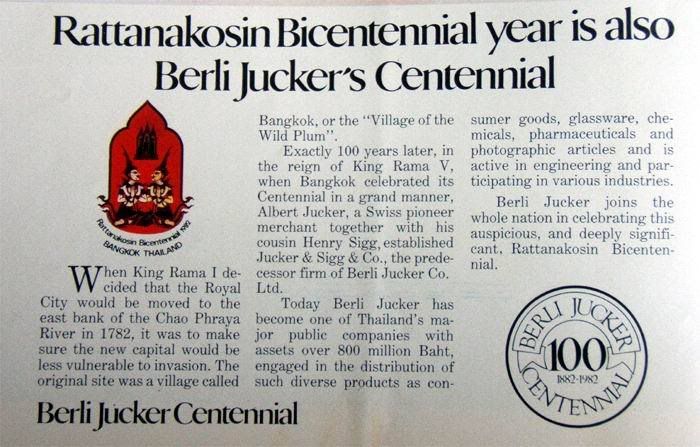 Rattanakosin Bicentennial year is also
Berli Jucker's Centennial
Rattanakosin Bicentennial 1982
BANGKOK THAILAND
When King Rama I de-
cided that the Royal
City would be moved to the
east bank of the Chao Phraya
River in 1782, it was to make
sure the new capital would be
less vulnerable to invasion. The
original site was a village called
Bangkok, or the "Village of the
Wild Plum".
Exactly 100 years later, in
the reign of King Rama V,
when Bangkok celebrated its
Centennial in a grand manner,
Albert Jucker, a Swiss pioneer
merchant together with his
cousin Henry Sigg, established
Jucker & Sigg & Co., the prede-
cessor firm of Berli Jucker Co.
Ltd.
Today Berli Jucker has
become one of Thailand's ma-
jor public companies with
assets over 800 million Baht,
engaged in the distribution of
such diverse products as con-
sumer goods, glassware, che-
micals, pharmaceuticals and
photographic articles and is
active in engineering and par-
ticipating in various industries.
Berli Jucker joins the
whole nation in celebrating this
auspicious, and deeply signifi-
cant, Rattanakosin Bicenten-
nial.
BERLI JUCKER
100
1882-1982
CENTENNIAL
Berli Jucker Centennial